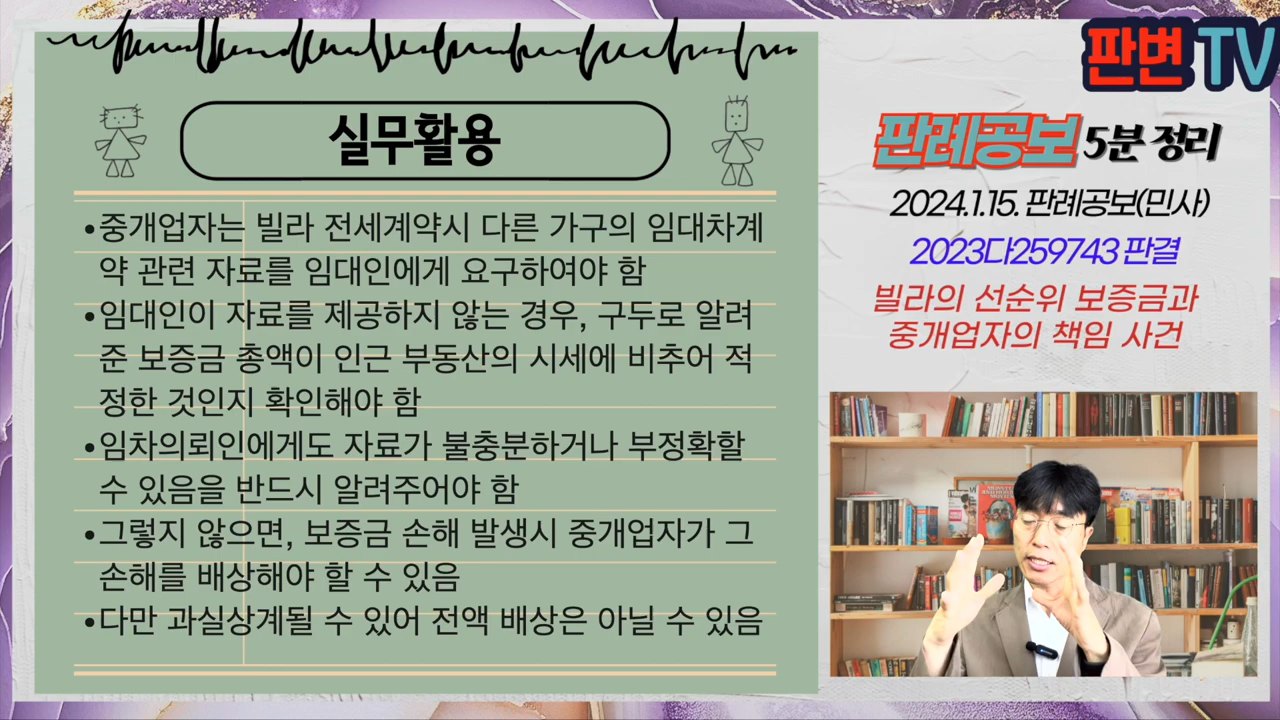 판변 TV
실무활용
•중개업자는 빌라 전세계약시 다른 가구의 임대차계
약 관련 자료를 임대인에게 요구하여야 함
•임대인이 자료를 제공하지 않는 경우, 구두로 알려
준 보증금 총액이 인근 부동산의 시세에 비추어 적
정한 것인지 확인해야 함
•임차의뢰인에게도 자료가 불충분하거나 부정확할
수 있음을 반드시 알려주어야 함
•그렇지 않으면, 보증금 손해 발생시 중개업자가 그
손해를 배상해야 할 수 있음
•다만 과실상계될 수 있어 전액 배상은 아닐 수 있음
판례공보 5분 정리
2024.1.15. 판례공보(민사)
2023다259743 판결
빌라의 선순위 보증금과
중개업자의 책임 사건